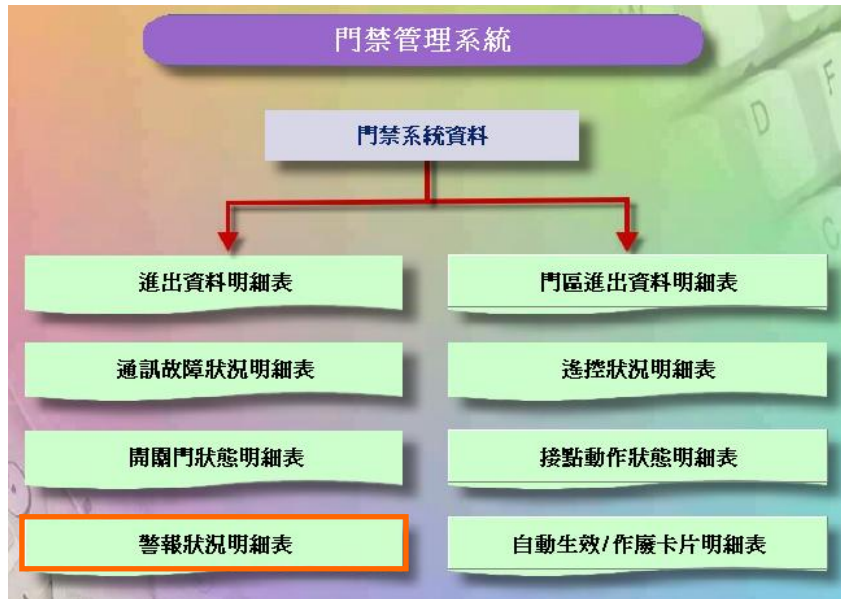 門禁管理系統
門禁系統資料
進出資料明細表
門區進出資料明細表
通訊故障狀況明細表
遙控狀況明細表
開關門狀態明細表
接點動作狀態明細表
警報狀況明細表
自動生效/作廢卡片明細表
D
F
C